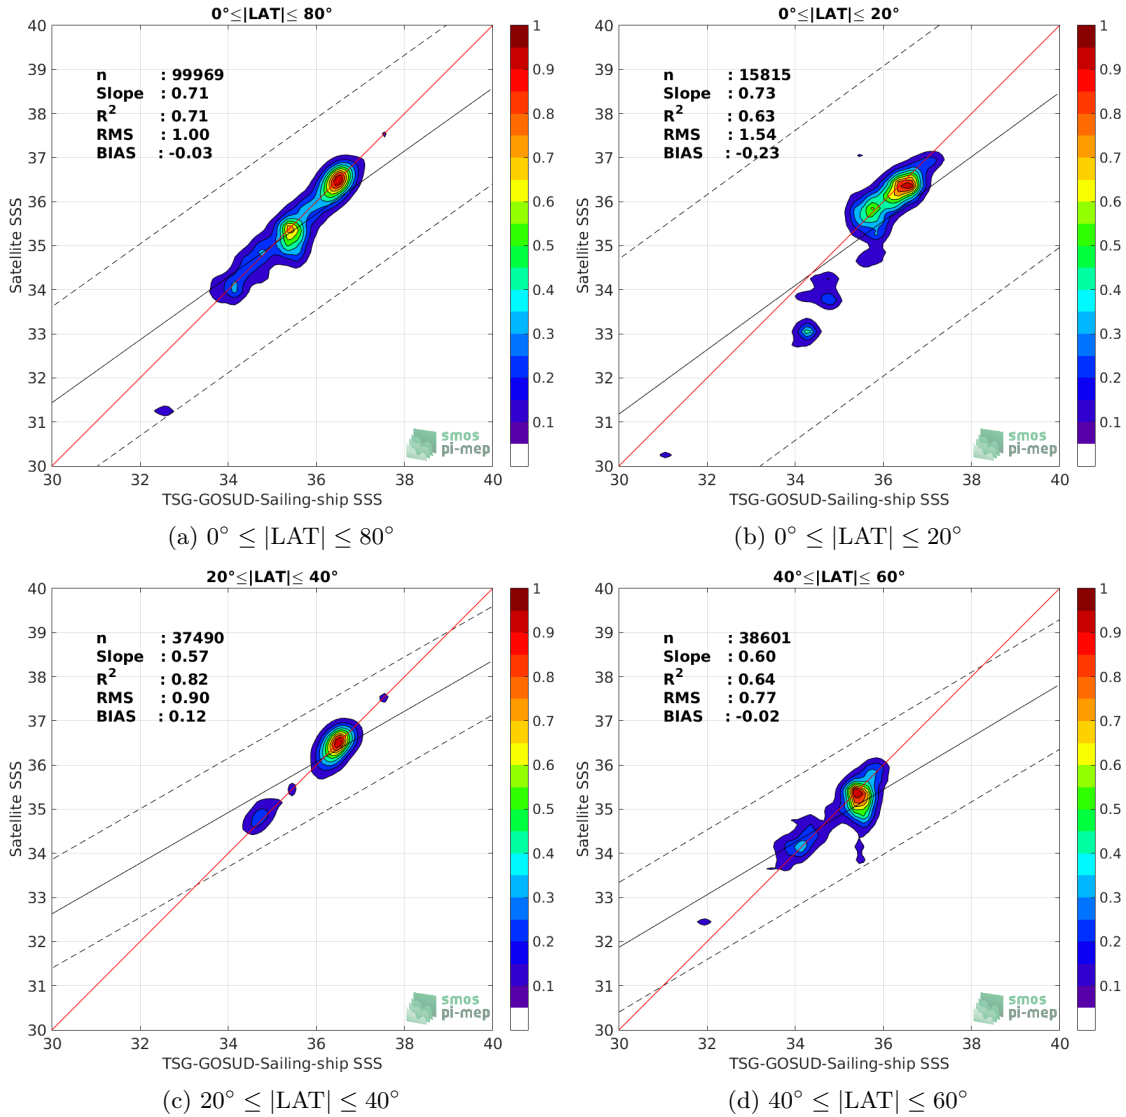 0°≤|LAT|≤ 80°
40
39
38
37
36
35
34
33
32
31
30
Satellite SSS
n : 99969
Slope : 0.71
R² : 0.71
RMS : 1.00
BIAS : -0.03
1
0.9
0.8
0.7
0.6
0.5
0.4
0.3
0.2
0.1
smos
pi-mep
30 32 34 36 38 40
TSG-GOSUD-Sailing-ship SSS
(a) 0° ≤ |LAT| ≤ 80°
0°≤|LAT|≤ 20°
40
39
38
37
36
35
34
33
32
31
30
Satellite SSS
n : 15815
Slope : 0.73
R² : 0.63
RMS : 1.54
BIAS : -0.23
1
0.9
0.8
0.7
0.6
0.5
0.4
0.3
0.2
0.1
smos
pi-mep
30 32 34 36 38 40
TSG-GOSUD-Sailing-ship SSS
(b) 0° ≤ |LAT| ≤ 20°
20°≤|LAT|≤ 40°
40
39
38
37
36
35
34
33
32
31
30
Satellite SSS
n : 37490
Slope : 0.57
R² : 0.82
RMS : 0.90
BIAS : 0.12
1
0.9
0.8
0.7
0.6
0.5
0.4
0.3
0.2
0.1
smos
pi-mep
30 32 34 36 38 40
TSG-GOSUD-Sailing-ship SSS
(c) 20° ≤ |LAT| ≤ 40°
40°≤|LAT|≤ 60°
40
39
38
37
36
35
34
33
32
31
30
Satellite SSS
n : 38601
Slope : 0.60
R² : 0.64
RMS : 0.77
BIAS : -0.02
1
0.9
0.8
0.7
0.6
0.5
0.4
0.3
0.2
0.1
smos
pi-mep
30 32 34 36 38 40
TSG-GOSUD-Sailing-ship SSS
(d) 40° ≤ |LAT| ≤ 60°